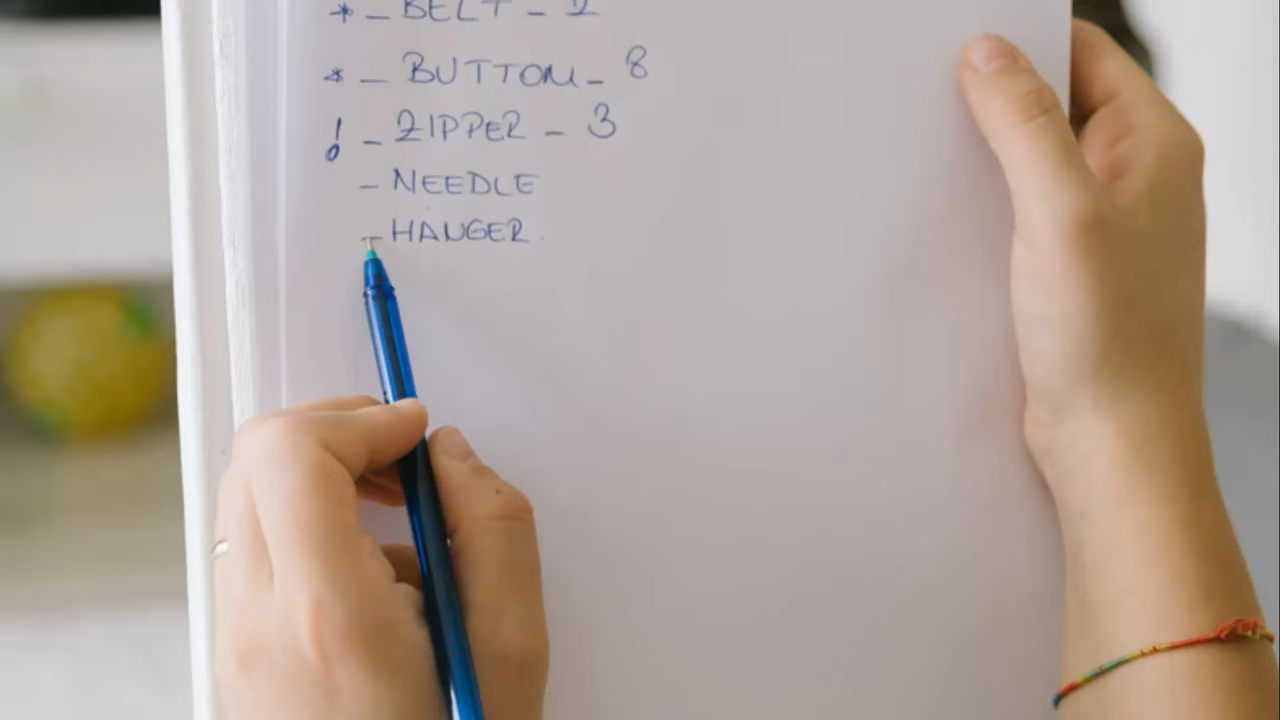 * - BELT - 2
* - BUTTON - 8
! - ZIPPER - 3
- NEEDLE
- HANGER